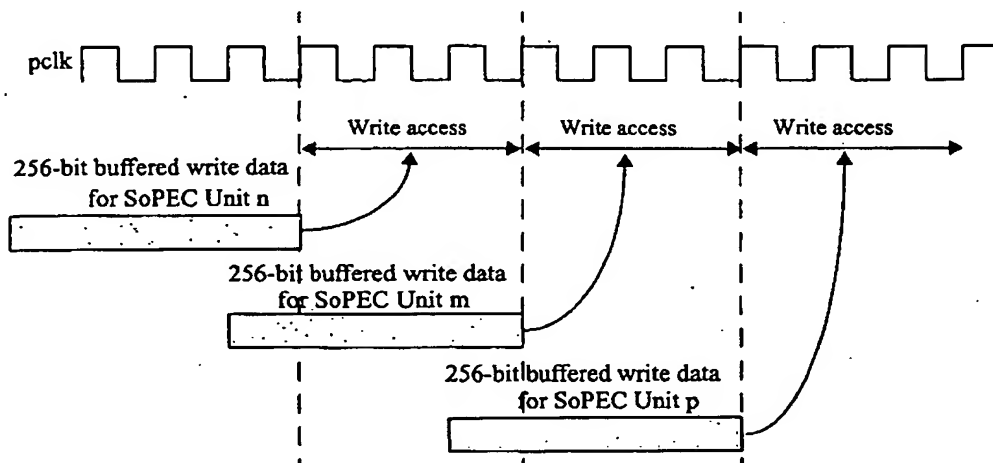 pclk
Write access
Write access
Write access
256-bit buffered write data
for SoPEC Unit n
256-bit buffered write data
for SoPEC Unit m
256-bit buffered write data
for SoPEC Unit p